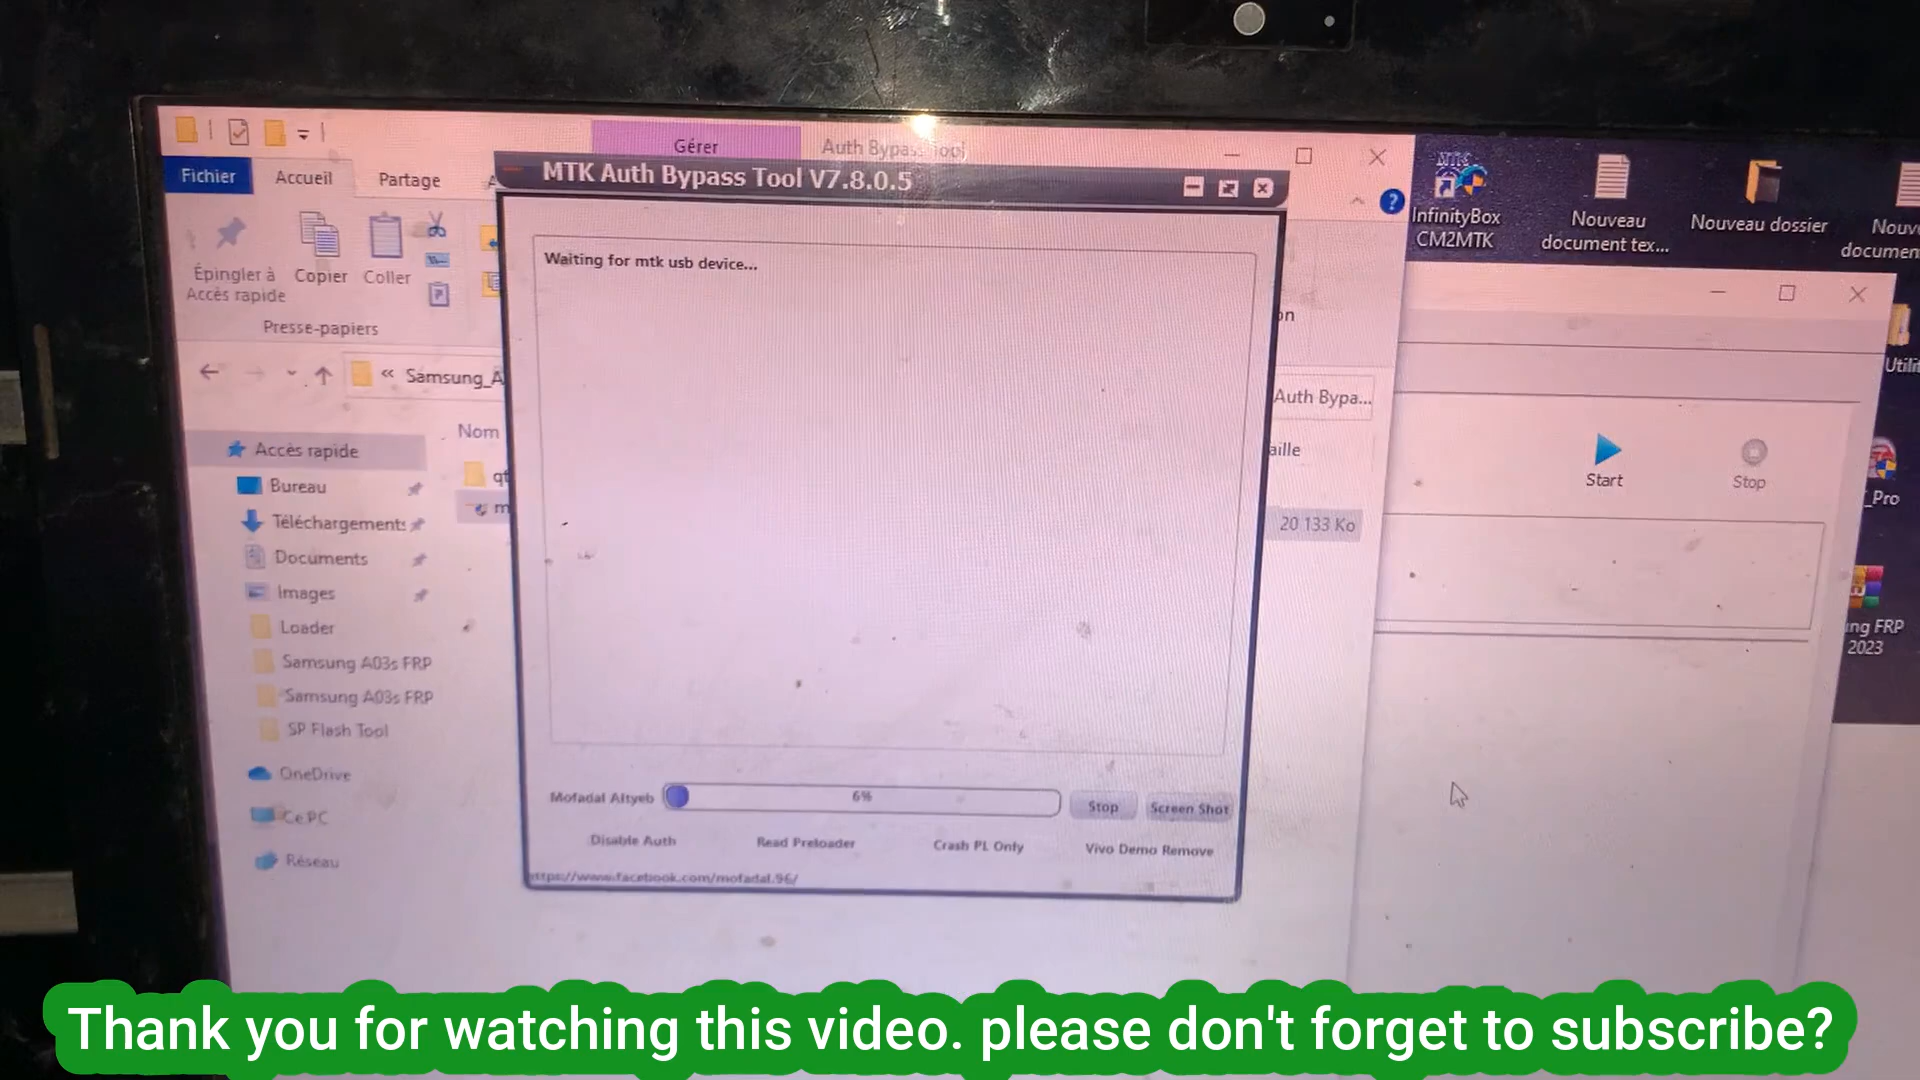 Gérer
Auth Bypass Tool
Fichier
Accueil
Partage
MTK Auth Bypass Tool V7.8.0.5
InfinityBox
CM2MTK
Nouveau
document tex...
Nouveau dossier
Épingler à
Accès rapide
Copier
Coller
Presse-papiers
Waiting for mtk usb device...
Auth Bypa...
Nom
Accès rapide
Bureau
Téléchargements
Documents
Images
Loader
Samsung A03s FRP
Samsung A03s FRP
SP Flash Tool
OneDrive
Ce PC
Réseau
20 133 Ko
Start
Stop
_Pro
FRP
2023
Mofadal Altyeb
6%
Stop
Screen Shot
Disable Auth
Read Preloader
Crash PL Only
Vivo Demo Remove
ttps://www.facebook.com/mofadal.96/
Thank you for watching this video. please don't forget to subscribe?